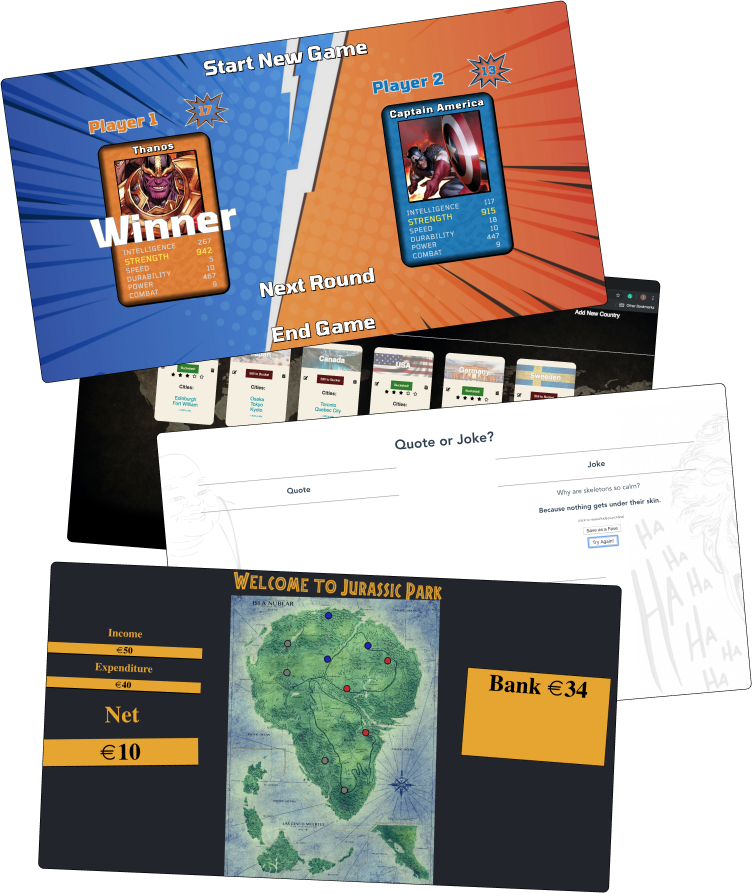 Start New Game
Player 1
17
Player 2
13
Thanos
Winner
INTELLIGENCE 267
STRENGTH 942
SPEED 5
DURABILITY 10
POWER 467
COMBAT 8
Captain America
INTELLIGENCE 117
STRENGTH 915
SPEED 18
DURABILITY 10
POWER 447
COMBAT 9
Next Round
End Game
Other Bookmarks
Add New Country
Canada
USA
Germany
Sweden
Cities:
Edinburgh
Fort William
Cities:
Osaka
Tokyo
Kyoto
Cities:
Toronto
Quebec City
Cities:
Quote or Joke?
Quote
Joke
Why are skeletons so calm?
Because nothing gets under their skin.
Save as a Fave
Try Again!
HA
HA
HA
HA
HA
HA
HA
WELCOME TO JURASSIC PARK
ISLA NUBLAR
Income
€50
Expenditure
€40
Net
€10
Bank €34